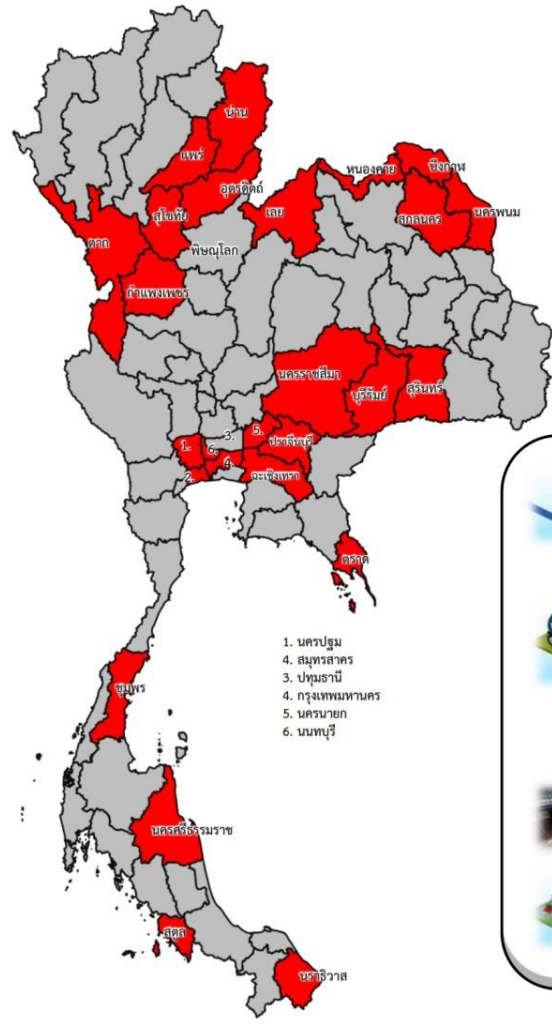 น่าน
แพร่
อุตรดิตถ์
หนองคาย
บึงกาฬ
สุโขทัย
เลย
สกลนคร
นครพนม
ตาก
พิษณุโลก
กำแพงเพชร
นครราชสีมา
บุรีรัมย์
สุรินทร์
3.
5.
1.
6.
ปราจีนบุรี
4.
2.
ฉะเชิงเทรา
ตราด
1. นครปฐม
4. สมุทรสาคร
3. ปทุมธานี
4. กรุงเทพมหานคร
5. นครนายก
6. นนทบุรี
ชุมพร
นครศรีธรรมราช
สตูล
นราธิวาส